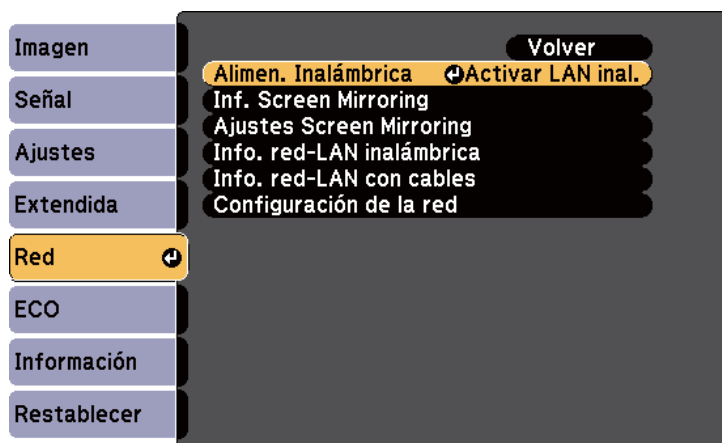 Imagen
Señal
Ajustes
Extendida
Red
ECO
Información
Restablecer
Volver
Alimen. Inalámbrica Activar LAN inal.
Inf. Screen Mirroring
Ajustes Screen Mirroring
Info. red-LAN inalámbrica
Info. red-LAN con cables
Configuración de la red